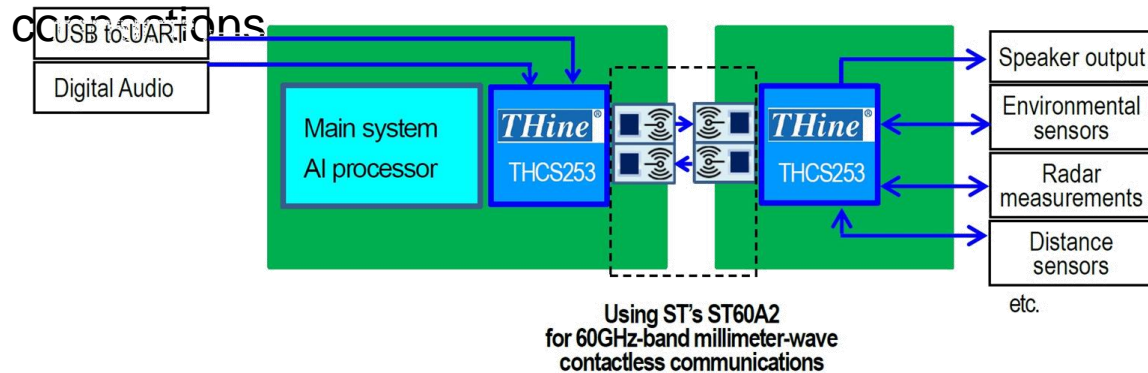 connections
USB to UART
Digital Audio
Main system
AI processor
THine®
THCS253
THine®
THCS253
Speaker output
Environmental
sensors
Radar
measurements
Distance
sensors
etc.
Using ST's ST60A2
for 60GHz-band millimeter-wave
contactless communications